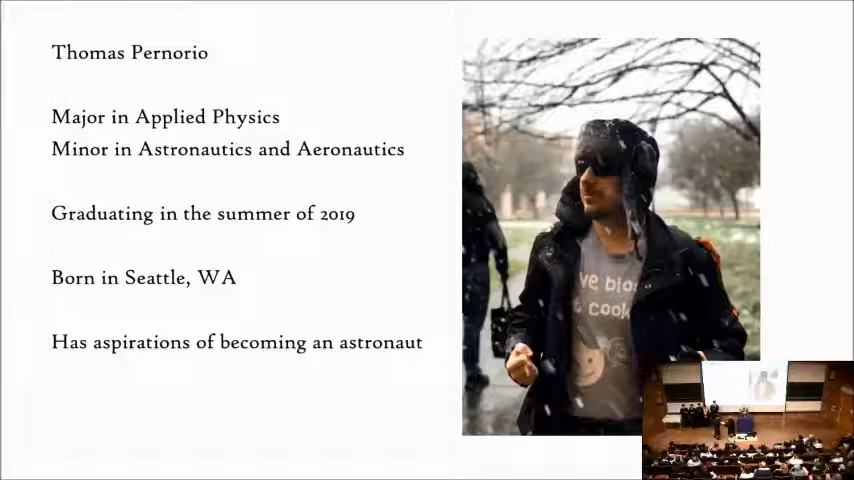 Thomas Pernorio
Major in Applied Physics
Minor in Astronautics and Aeronautics
Graduating in the summer of 2019
Born in Seattle, WA
Has aspirations of becoming an astronaut